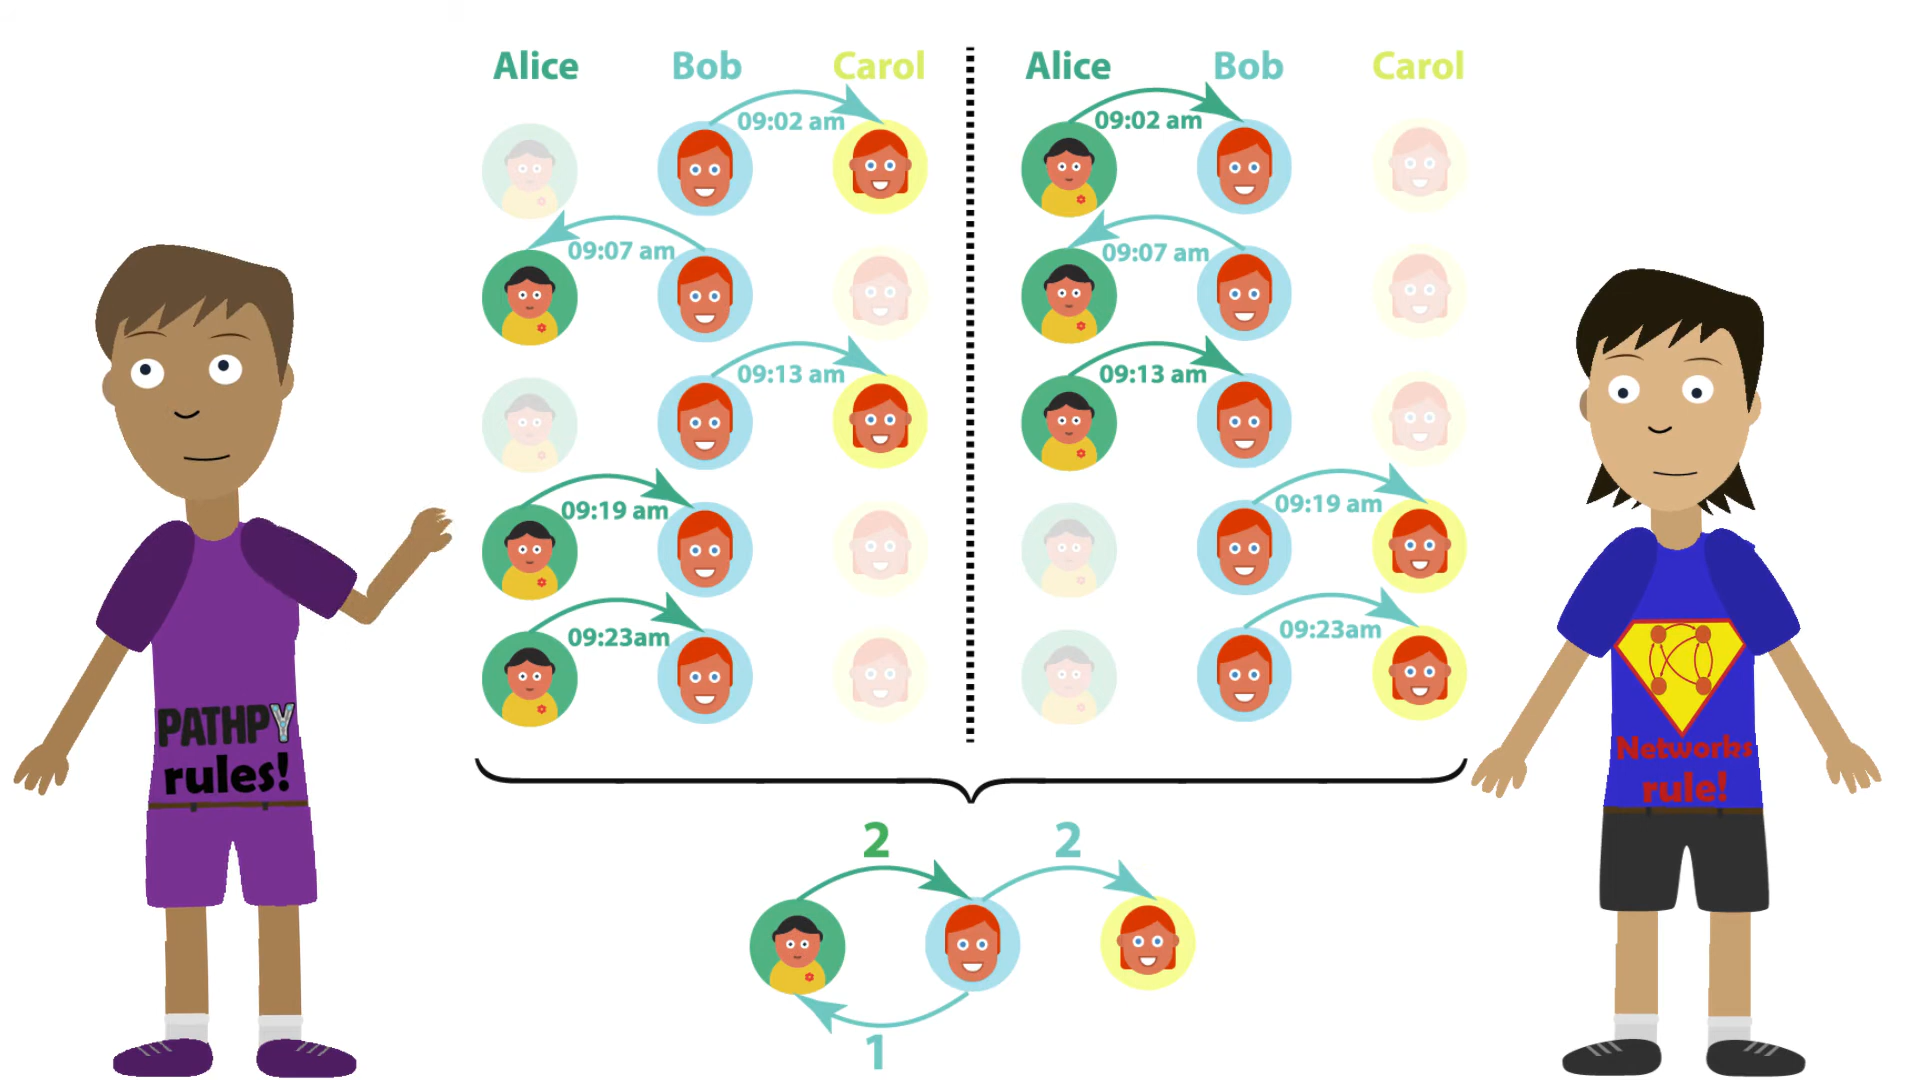 Alice Bob Carol
09:02 am
09:07 am
09:13 am
09:19 am
09:23am
Alice Bob Carol
09:02 am
09:07 am
09:13 am
09:19 am
09:23am
PATHPY
rules!
Networks
rule!
2 2
1